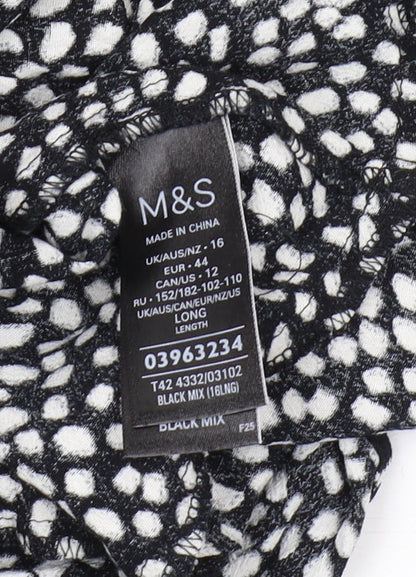 M&S
MADE IN CHINA
UK/AUS/NZ • 16
EUR • 44
CAN/US • 12
RU • 152/182-102-110
UK/AUS/CAN/EUR/NZ/US
LONG
LENGTH
03963234
T42 4332/03102
BLACK MIX (16LNG)
BLACK MIX
F25